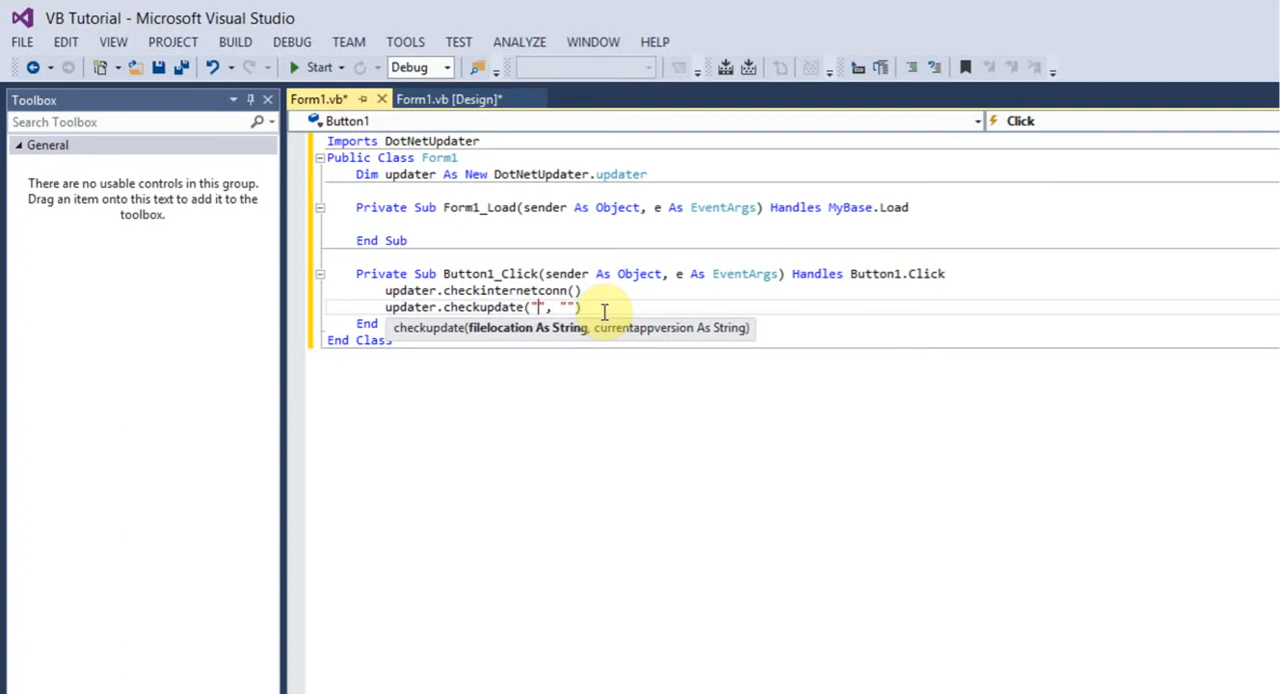 VB Tutorial - Microsoft Visual Studio
FILE EDIT VIEW PROJECT BUILD DEBUG TEAM TOOLS TEST ANALYZE WINDOW HELP
Start Debug
Toolbox
Search Toolbox
General
There are no usable controls in this group.
Drag an item onto this text to add it to the
toolbox.
Form1.vb* Form1.vb [Design]*
Button1 Click
Imports DotNetUpdater
Public Class Form1
Dim updater As New DotNetUpdater.updater
Private Sub Form1_Load(sender As Object, e As EventArgs) Handles MyBase.Load
End Sub
Private Sub Button1_Click(sender As Object, e As EventArgs) Handles Button1.Click
updater.checkinternetconn()
updater.checkupdate("", "")
End
checkupdate(filelocation As String, currentappversion As String)
End Class